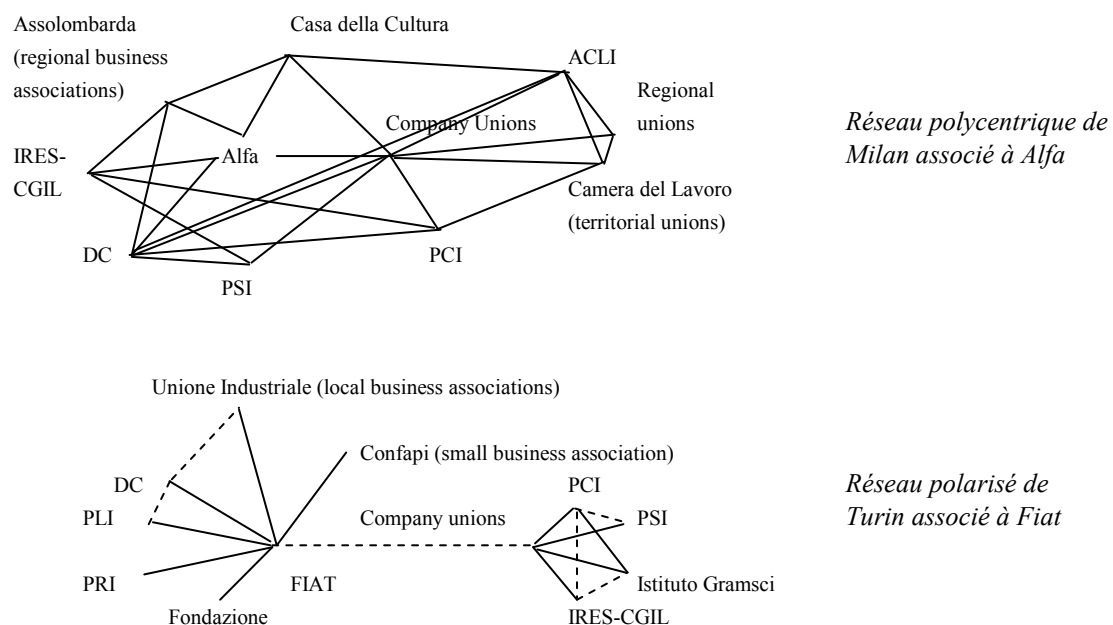 Assolombarda
(regional business
associations)
Casa della Cultura
ACLI
Regional
unions
Company Unions
IRES-
CGIL
Alfa
Camera del Lavoro
(territorial unions)
DC
PCI
PSI
Réseau polycentrique de
Milan associé à Alfa
Unione Industriale (local business associations)
Confapi (small business association)
DC
PCI
PLI
Company unions
PSI
PRI
FIAT
Istituto Gramsci
Fondazione
IRES-CGIL
Réseau polarisé de
Turin associé à Fiat